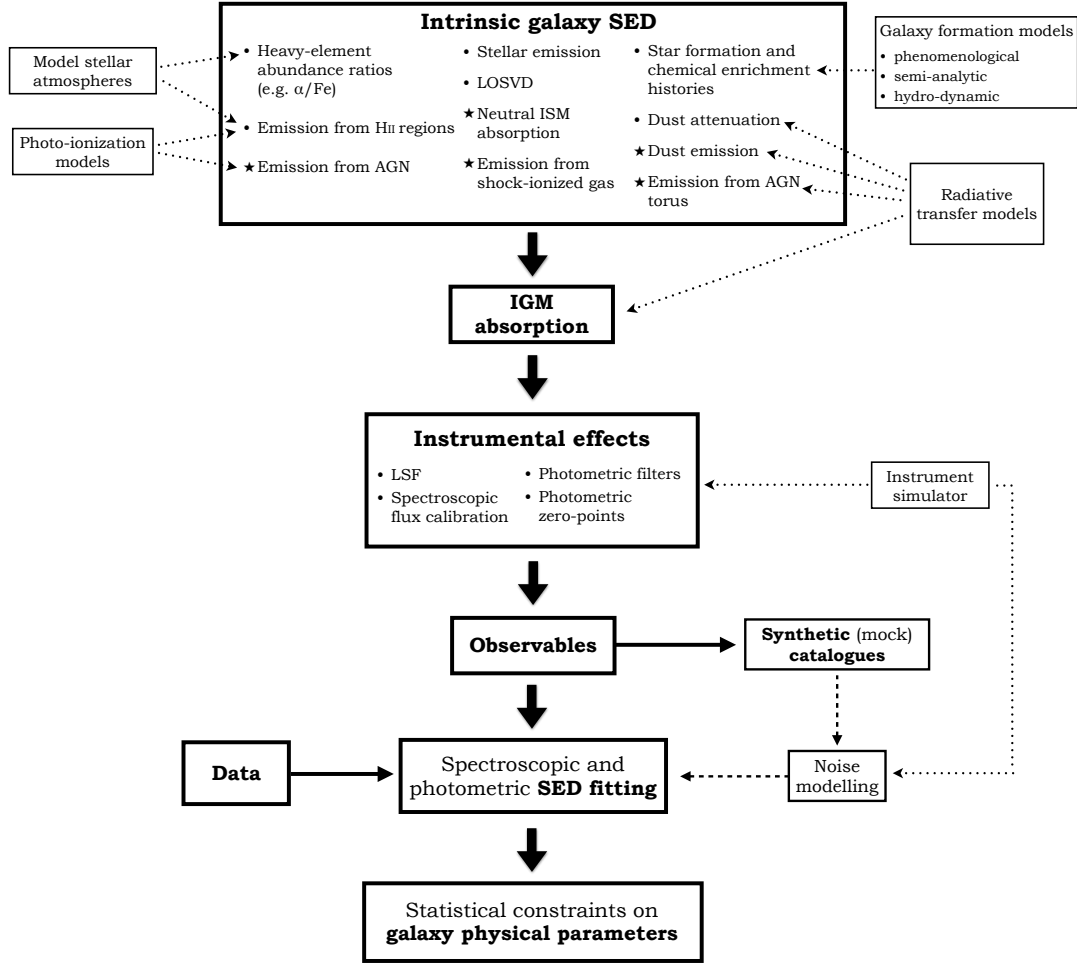 Intrinsic galaxy SED
Model stellar
atmospheres
Photo-ionization
models
• Heavy-element
abundance ratios
(e.g. α/Fe)
• Emission from HII regions
★ Emission from AGN
• Stellar emission
• LOSVD
★ Neutral ISM
absorption
★ Emission from
shock-ionized gas
• Star formation and
chemical enrichment
histories
• Dust attenuation
★ Dust emission
★ Emission from AGN
torus
Galaxy formation models
• phenomenological
• semi-analytic
• hydro-dynamic
Radiative
transfer models
IGM
absorption
Instrumental effects
• LSF
• Spectroscopic
flux calibration
• Photometric filters
• Photometric
zero-points
Instrument
simulator
Observables
Synthetic (mock)
catalogues
Data
Spectroscopic and
photometric SED fitting
Noise
modelling
Statistical constraints on
galaxy physical parameters